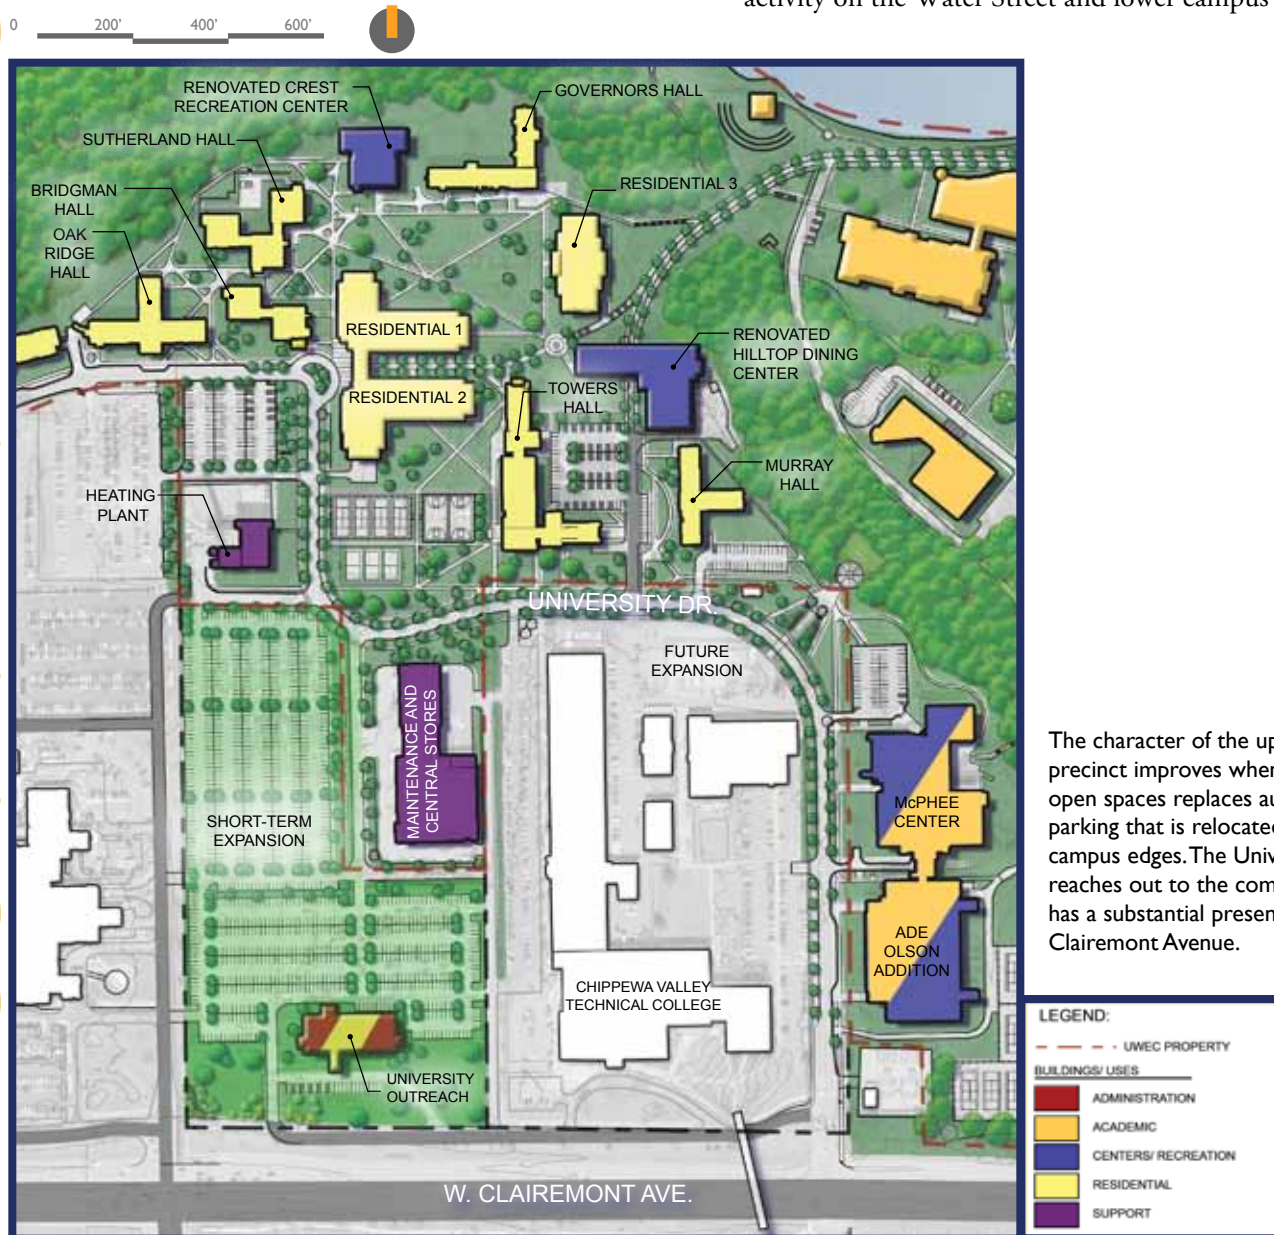 activity on the Water Street and lower campus
0 200' 400' 600'
RENOVATED CREST
RECREATION CENTER
GOVERNORS HALL
SUTHERLAND HALL
BRIDGMAN
HALL
RESIDENTIAL 3
OAK
RIDGE
HALL
RESIDENTIAL 1
RENOVATED
HILLTOP DINING
CENTER
RESIDENTIAL 2
TOWERS
HALL
MURRAY
HALL
HEATING
PLANT
UNIVERSITY DR.
FUTURE
EXPANSION
MAINTENANCE AND
CENTRAL STORES
SHORT-TERM
EXPANSION
McPHEE
CENTER
ADE
OLSON
ADDITION
CHIPPEWA VALLEY
TECHNICAL COLLEGE
UNIVERSITY
OUTREACH
W. CLAIREMONT AVE.
The character of the up
precinct improves when
open spaces replaces au
parking that is relocated
campus edges. The Univ
reaches out to the com
has a substantial presen
Clairemont Avenue.
LEGEND:
UWEC PROPERTY
BUILDINGS/ USES
ADMINISTRATION
ACADEMIC
CENTERS/ RECREATION
RESIDENTIAL
SUPPORT